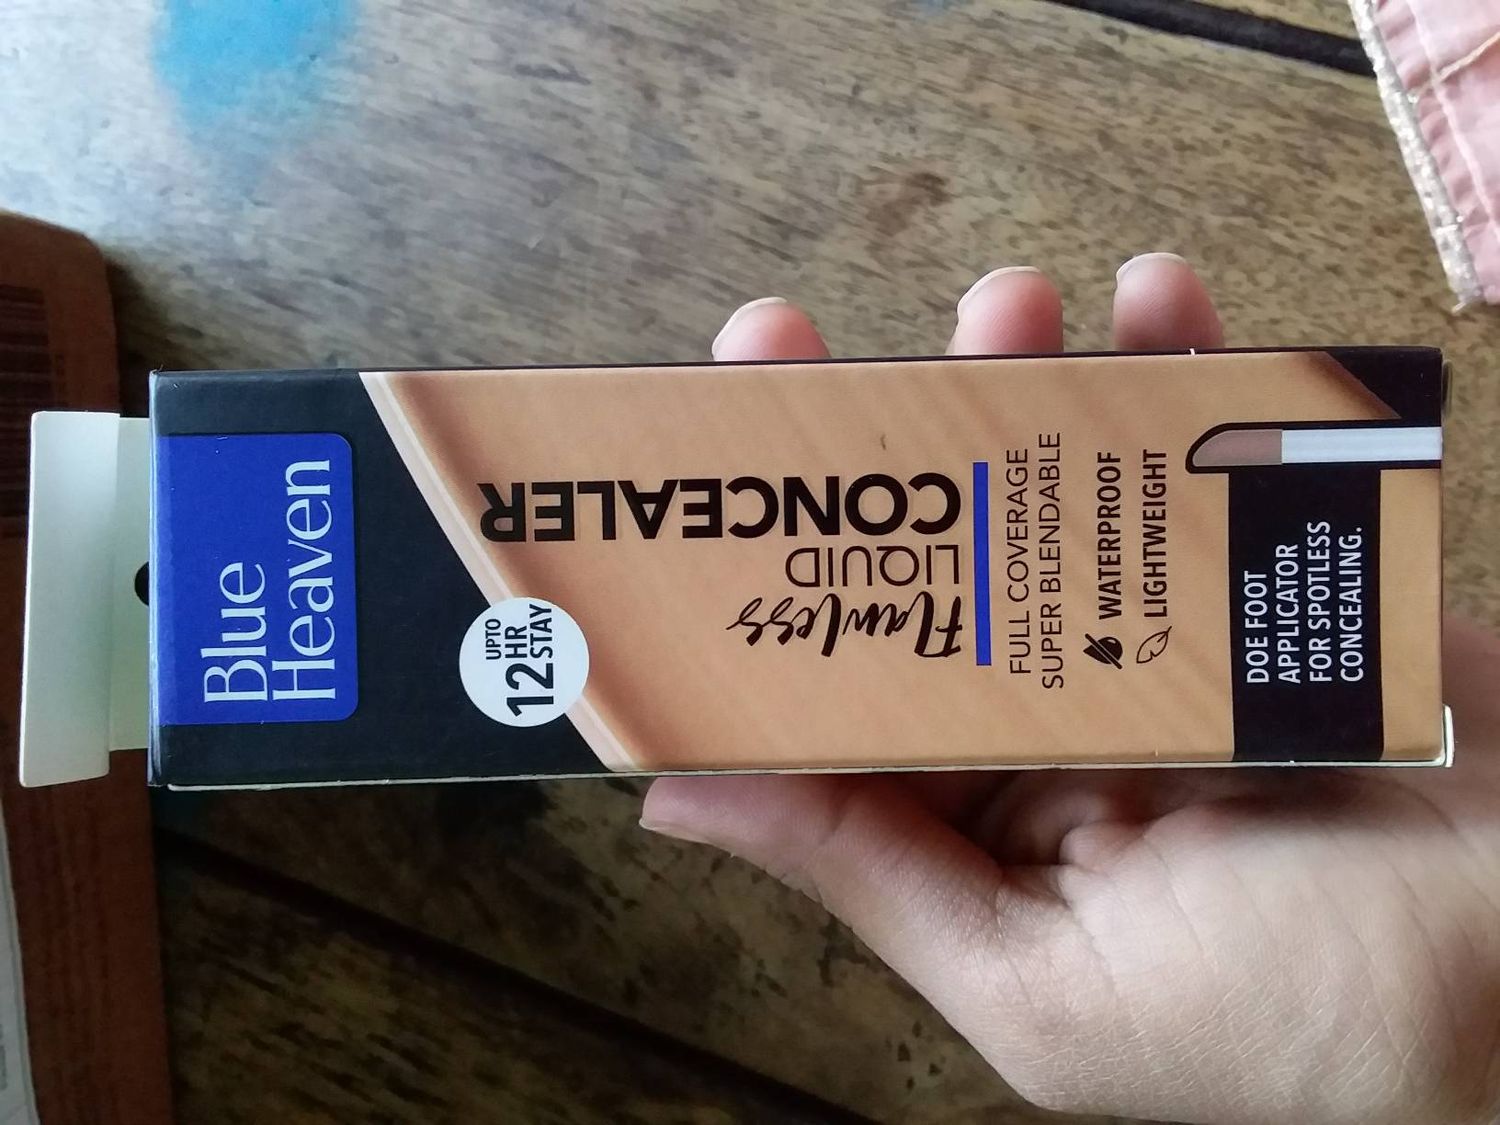 Blue
Heaven
UPTO
12 HR
STAY
Flawless
LIQUID
CONCEALER
FULL COVERAGE
SUPER BLENDABLE
WATERPROOF
LIGHTWEIGHT
DOE FOOT
APPLICATOR
FOR SPOTLESS
CONCEALING.